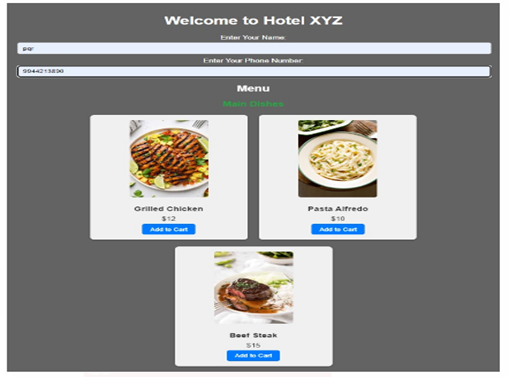 Welcome to Hotel XYZ
Enter Your Name:
pqr
Enter Your Phone Number:
9944213890
Menu
Main Dishes
Grilled Chicken
$12
Add to Cart
Pasta Alfredo
$10
Add to Cart
Beef Steak
$15
Add to Cart